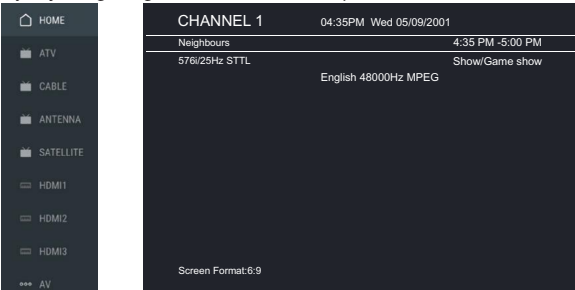 HOME
ATV
CABLE
ANTENNA
SATELLITE
HDMI1
HDMI2
HDMI3
AV
CHANNEL 1 04:35PM Wed 05/09/2001
Neighbours 4:35 PM -5:00 PM
576i/25Hz STTL Show/Game show
English 48000Hz MPEG
Screen Format:6:9